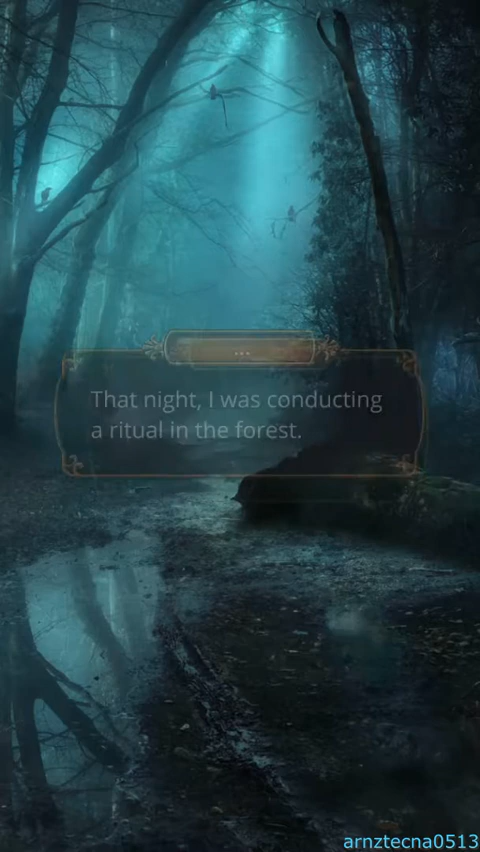 ...
That night, I was conducting
a ritual in the forest.
arnztecna0513